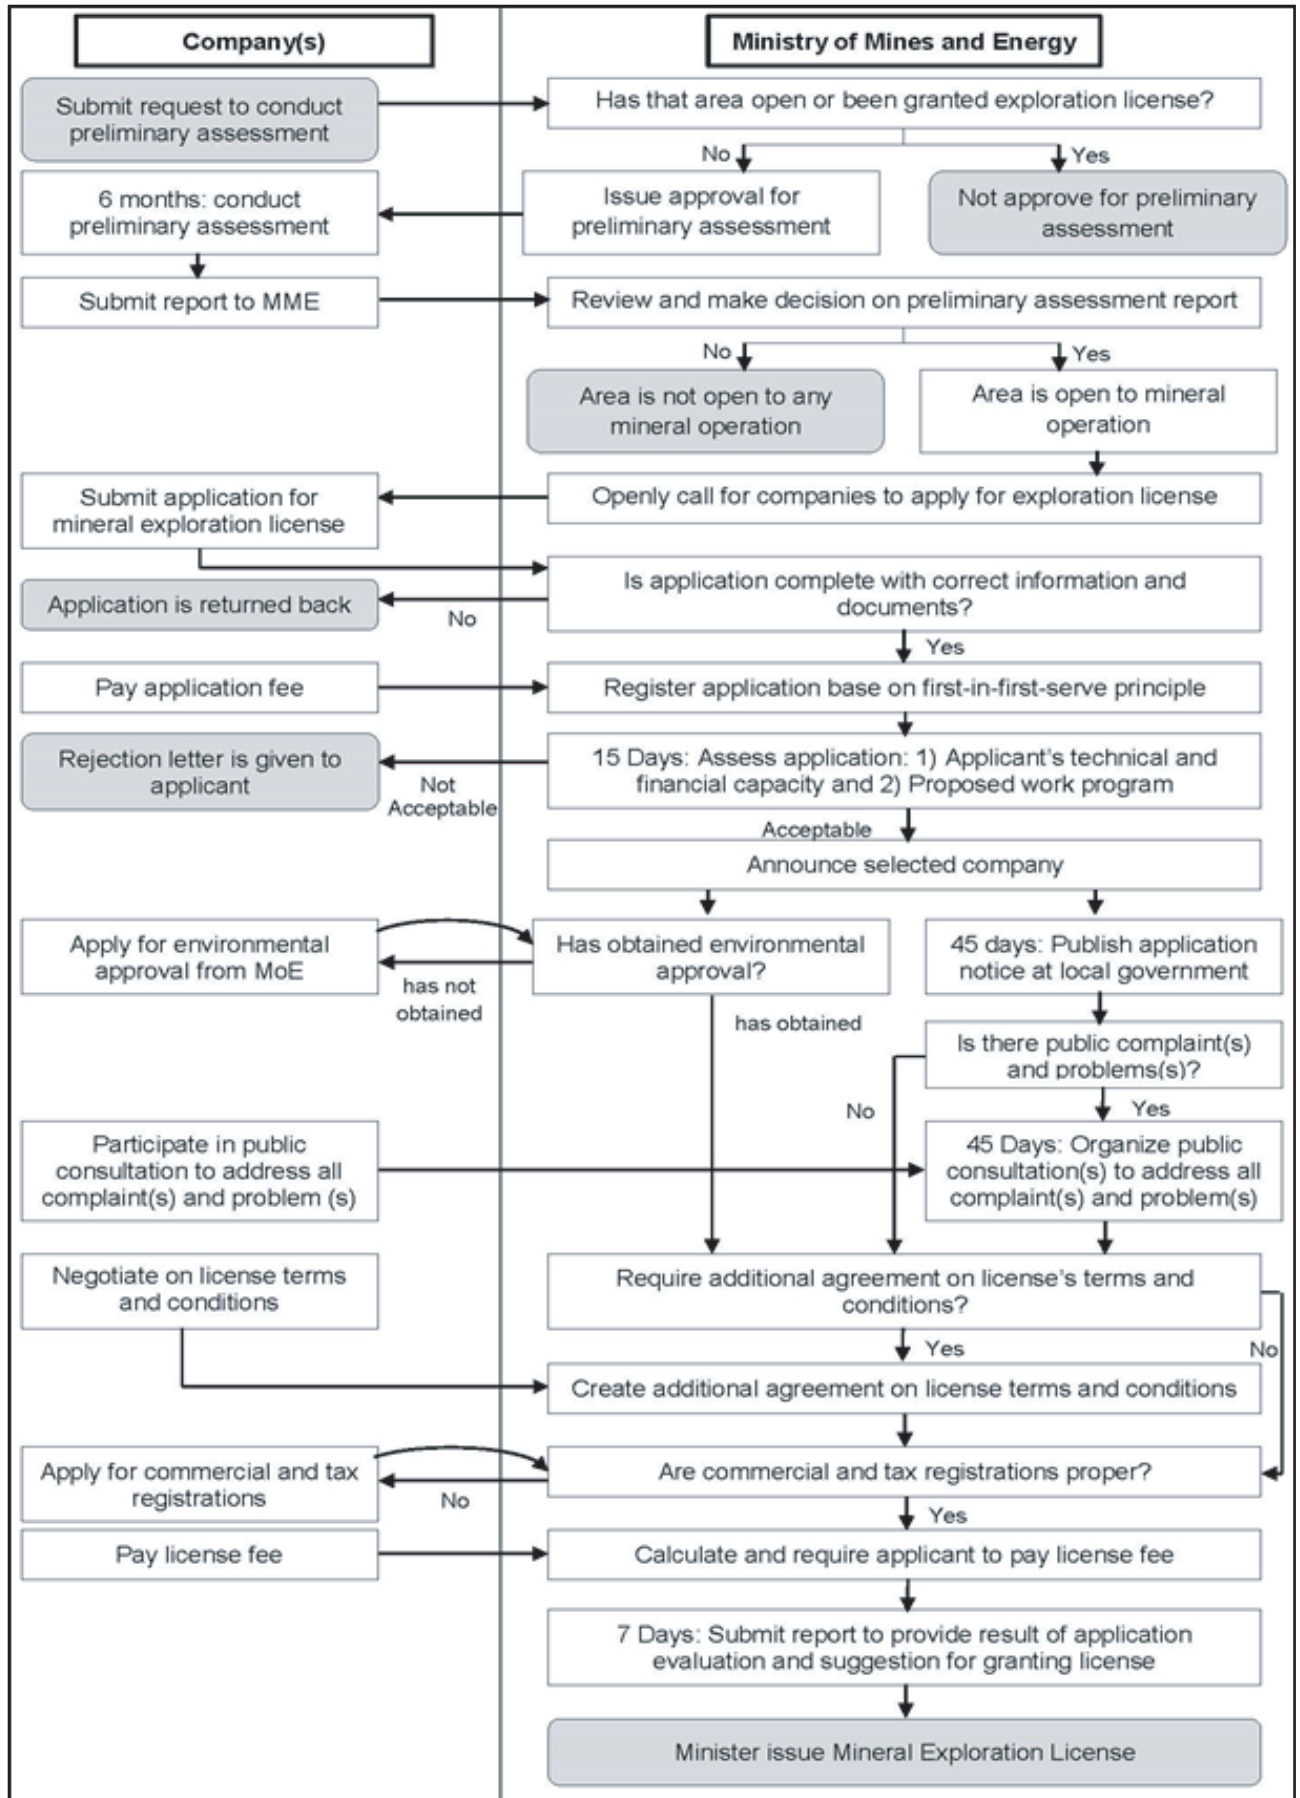 Company(s)
Ministry of Mines and Energy
Submit request to conduct
preliminary assessment
Has that area open or been granted exploration license?
No
Yes
6 months: conduct
preliminary assessment
Issue approval for
preliminary assessment
Not approve for preliminary
assessment
Submit report to MME
Review and make decision on preliminary assessment report
No
Yes
Area is not open to any
mineral operation
Area is open to mineral
operation
Submit application for
mineral exploration license
Openly call for companies to apply for exploration license
Is application complete with correct information and
documents?
Application is returned back
No
Yes
Pay application fee
Register application base on first-in-first-serve principle
Rejection letter is given to
applicant
Not
Acceptable
15 Days: Assess application: 1) Applicant's technical and
financial capacity and 2) Proposed work program
Acceptable
Announce selected company
Apply for environmental
approval from MoE
has not
obtained
Has obtained environmental
approval?
has obtained
45 days: Publish application
notice at local government
Is there public complaint(s)
and problems(s)?
No
Yes
Participate in public
consultation to address all
complaint(s) and problem (s)
45 Days: Organize public
consultation(s) to address all
complaint(s) and problem(s)
Negotiate on license terms
and conditions
Require additional agreement on license's terms and
conditions?
Yes
No
Create additional agreement on license terms and conditions
Apply for commercial and tax
registrations
No
Are commercial and tax registrations proper?
Yes
Pay license fee
Calculate and require applicant to pay license fee
7 Days: Submit report to provide result of application
evaluation and suggestion for granting license
Minister issue Mineral Exploration License